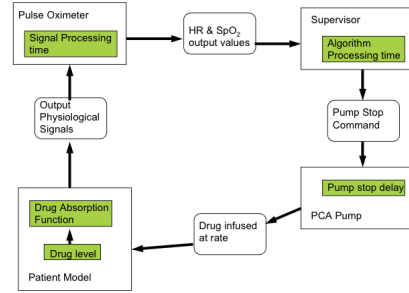 Pulse Oximeter
Signal Processing
time
HR & SpO₂
output values
Supervisor
Algorithm
Processing time
Output
Physiological
Signals
Pump Stop
Command
Pump stop delay
PCA Pump
Drug infused
at rate
Drug Absorption
Function
Drug level
Patient Model